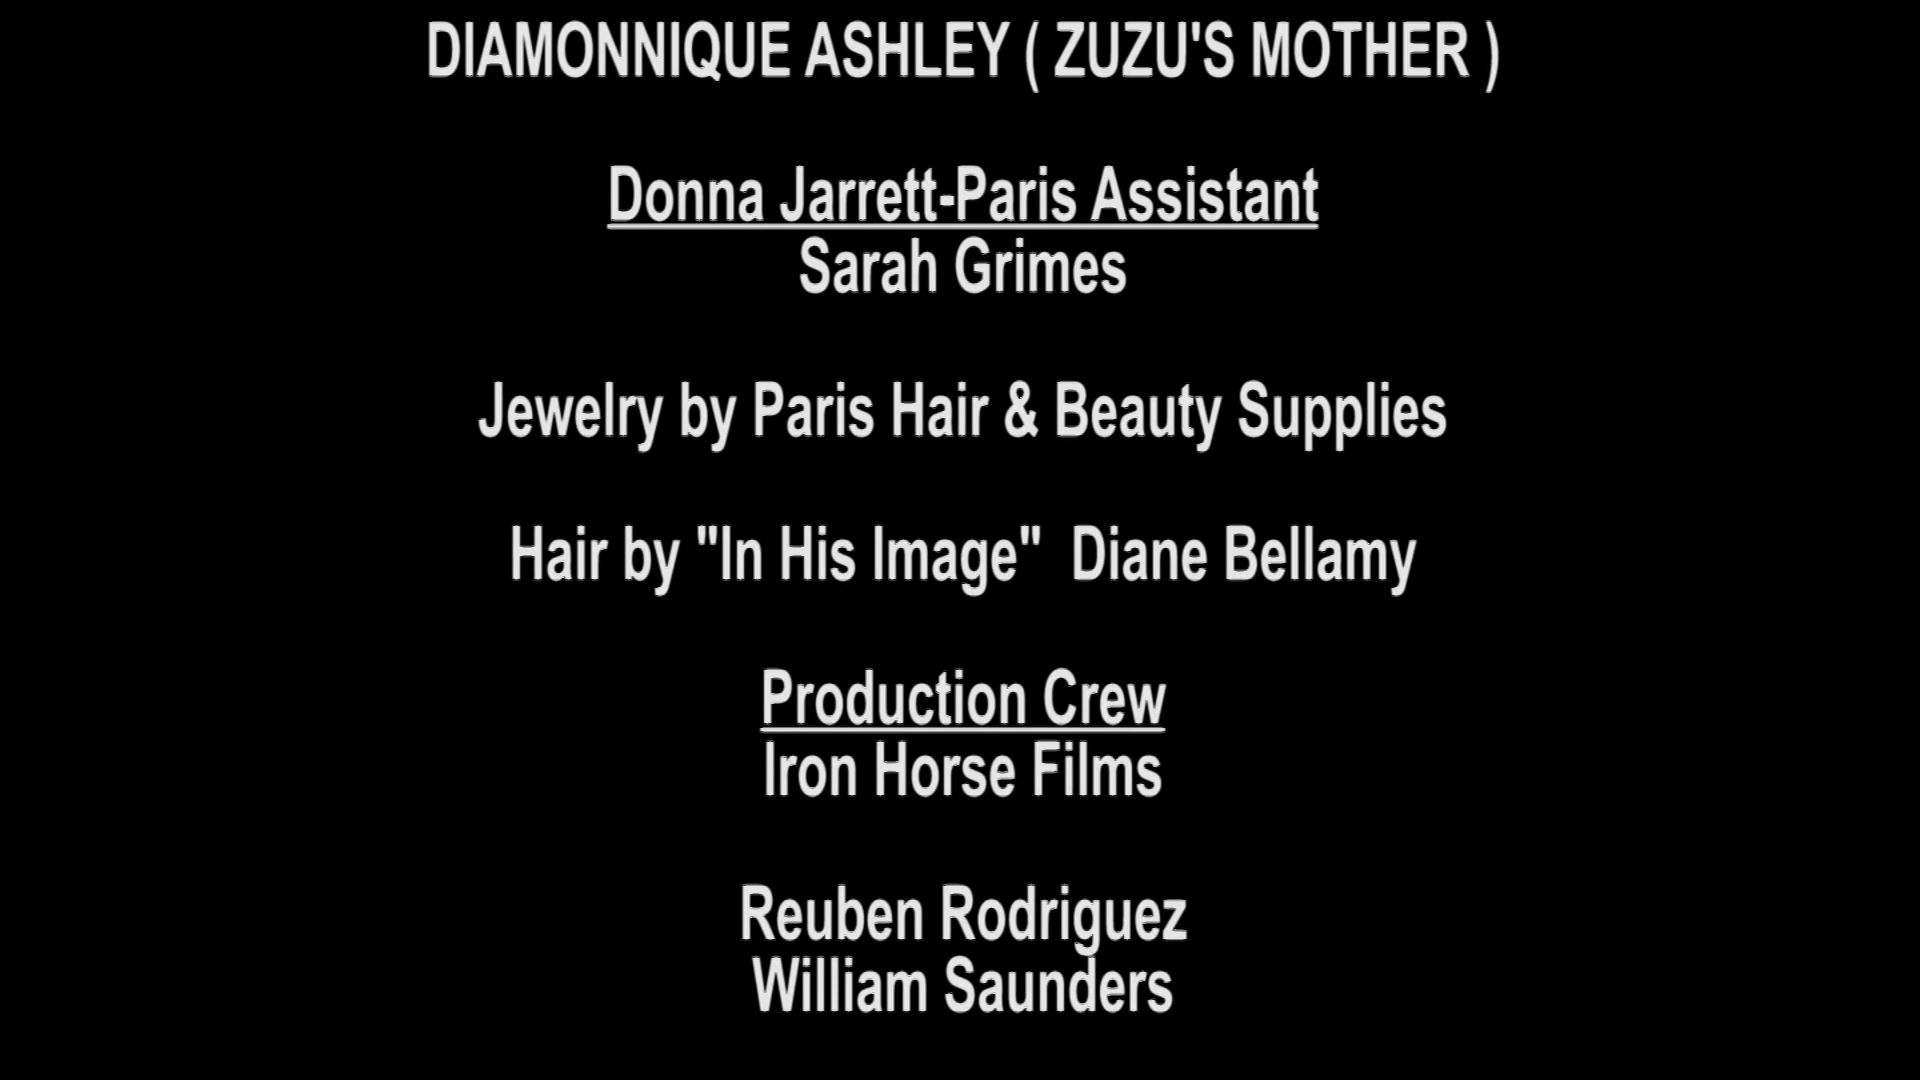 DIAMONNIQUE ASHLEY ( ZUZU'S MOTHER )
Donna Jarrett-Paris Assistant
Sarah Grimes
Jewelry by Paris Hair & Beauty Supplies
Hair by "In His Image"  Diane Bellamy
Production Crew
Iron Horse Films
Reuben Rodriguez
William Saunders